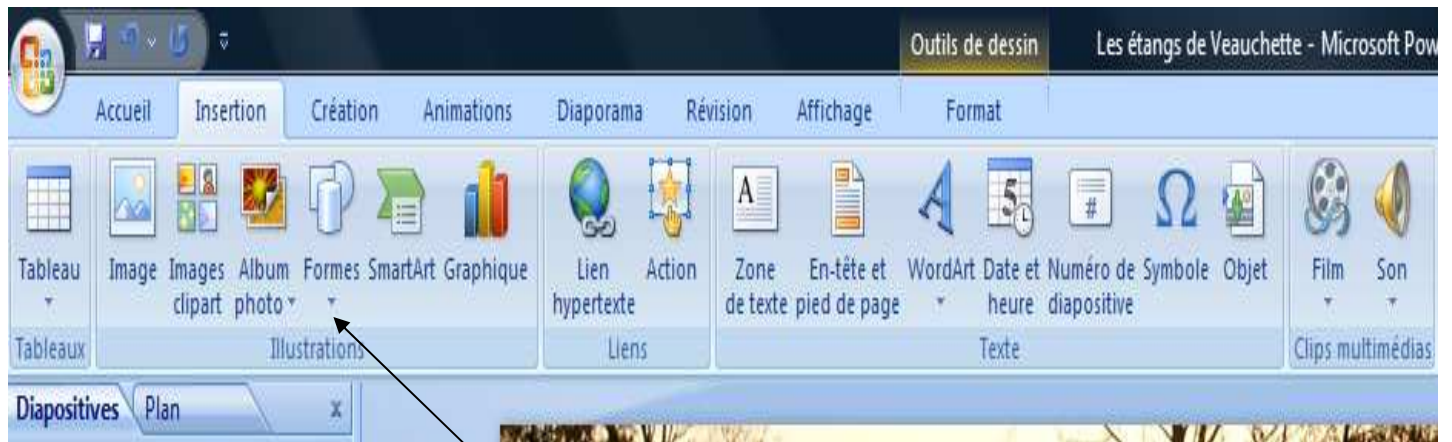 Outils de dessin Les étangs de Veauchette - Microsoft Pow
Accueil Insertion Création Animations Diaporama Révision Affichage Format
A 5 # Ω
Tableau Image Images Album Formes SmartArt Graphique Lien Action Zone En-tête et WordArt Date et Numéro de Symbole Objet Film Son
clipart photo hypertexte de texte pied de page heure diapositive
Tableaux Illustrations Liens Texte Clips multimédias
Diapositives Plan x